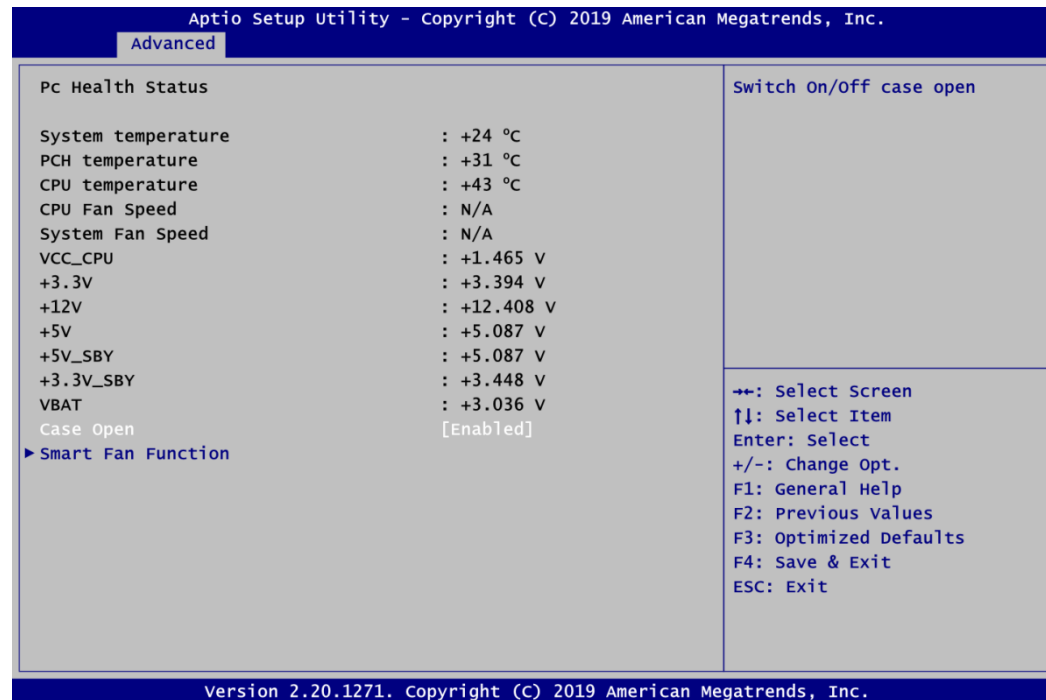 Aptio Setup Utility - Copyright (C) 2019 American Megatrends, Inc.
Advanced
Pc Health Status
System temperature : +24 °C
PCH temperature : +31 °C
CPU temperature : +43 °C
CPU Fan Speed : N/A
System Fan Speed : N/A
VCC_CPU : +1.465 V
+3.3V : +3.394 V
+12V : +12.408 V
+5V : +5.087 V
+5V_SBY : +5.087 V
+3.3V_SBY : +3.448 V
VBAT : +3.036 V
Case Open [Enabled]
▶ Smart Fan Function
Switch On/Off case open
→←: Select Screen
↑↓: Select Item
Enter: Select
+/-: Change Opt.
F1: General Help
F2: Previous Values
F3: Optimized Defaults
F4: Save & Exit
ESC: Exit
Version 2.20.1271. Copyright (C) 2019 American Megatrends, Inc.